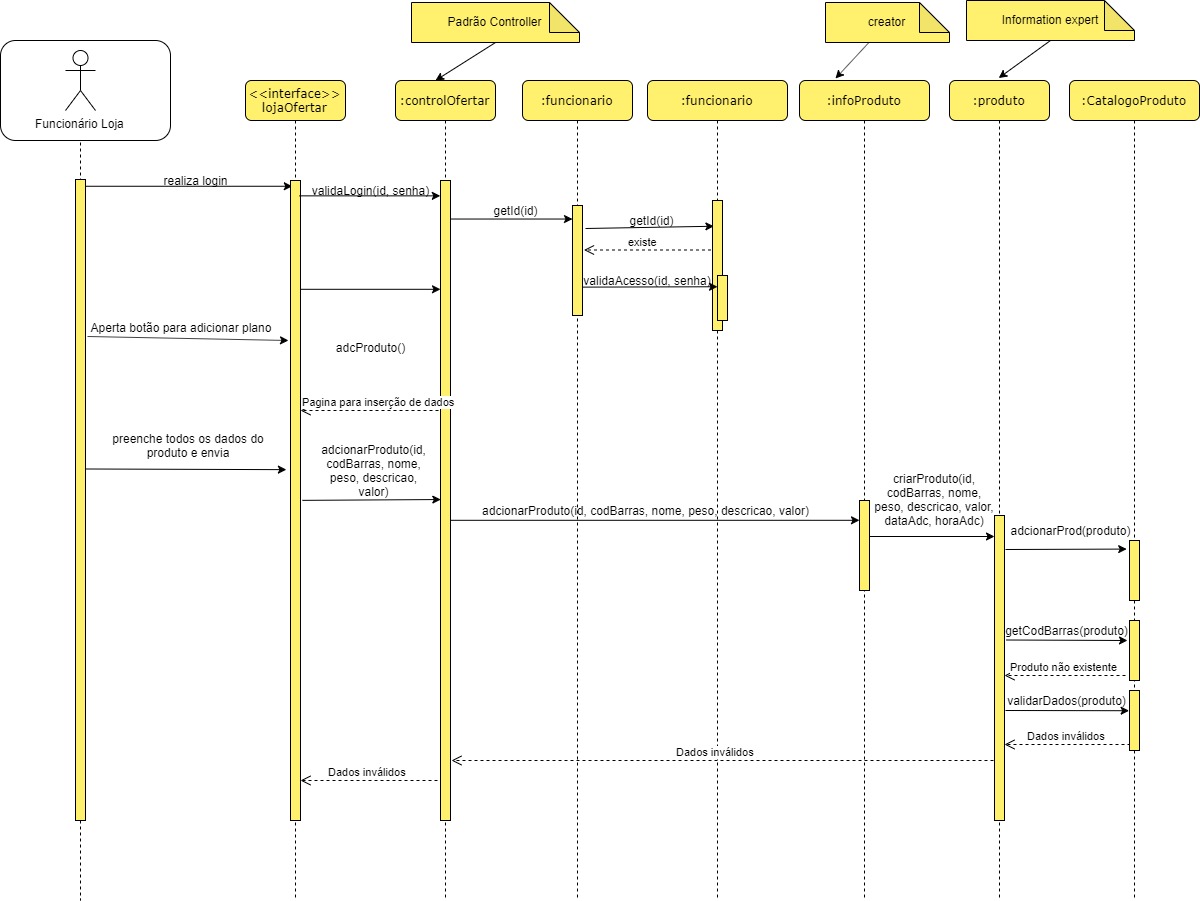 Padrão Controller
creator
Information expert
Funcionário Loja
<<interface>>
lojaOfertar
:controlOfertar
:funcionario
:funcionario
:infoProduto
:produto
:CatalogoProduto
realiza login
validaLogin(id, senha)
getId(id)
getId(id)
existe
validaAcesso(id, senha)
Aperta botão para adicionar plano
adcProduto()
Pagina para inserção de dados
preenche todos os dados do
produto e envia
adcionarProduto(id,
codBarras, nome,
peso, descricao,
valor)
adcionarProduto(id, codBarras, nome, peso, descricao, valor)
criarProduto(id,
codBarras, nome,
peso, descricao, valor,
dataAdc, horaAdc)
adcionarProd(produto)
getCodBarras(produto)
Produto não existente
validarDados(produto)
Dados inválidos
Dados inválidos
Dados inválidos